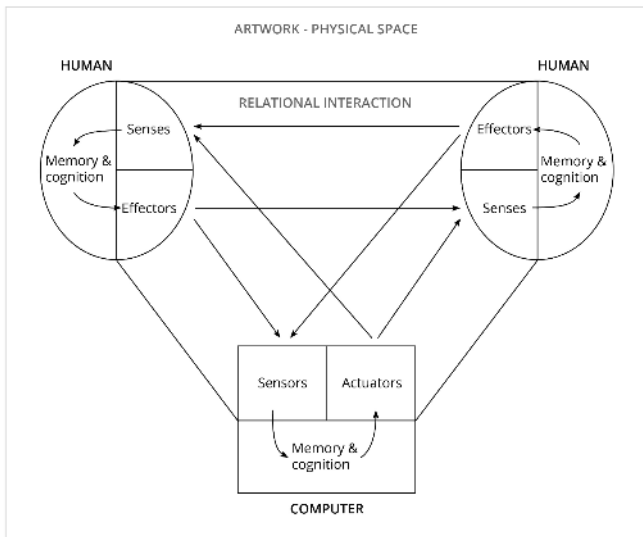 ARTWORK - PHYSICAL SPACE
HUMAN
HUMAN
RELATIONAL INTERACTION
Senses
Memory &
cognition
Effectors
Effectors
Memory &
cognition
Senses
Sensors
Actuators
Memory &
cognition
COMPUTER